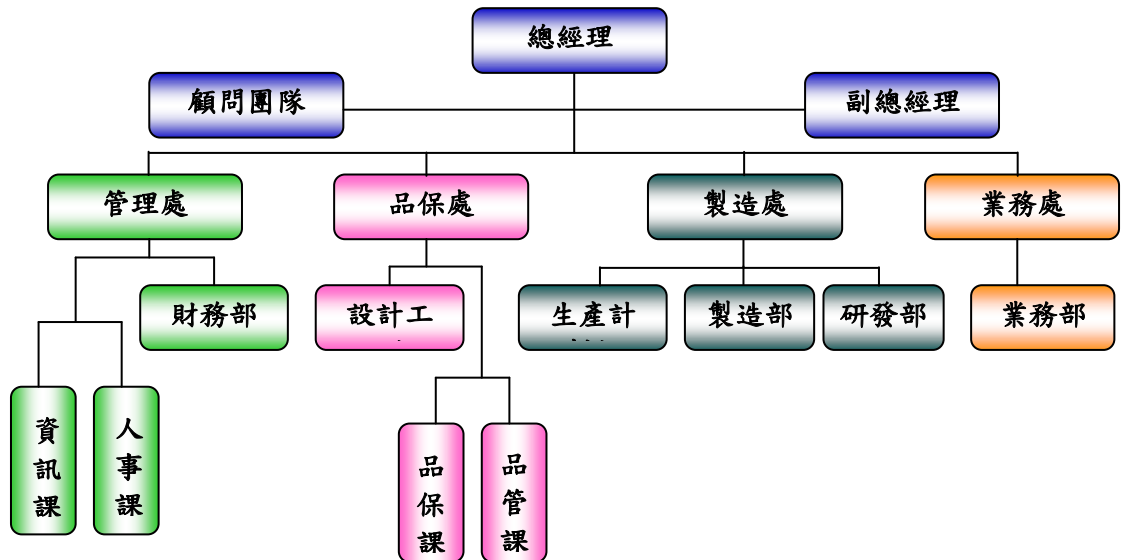 總經理
顧問團隊
副總經理
管理處
品保處
製造處
業務處
財務部
設計工
生產計
製造部
研發部
業務部
資訊課
人事課
品保課
品管課